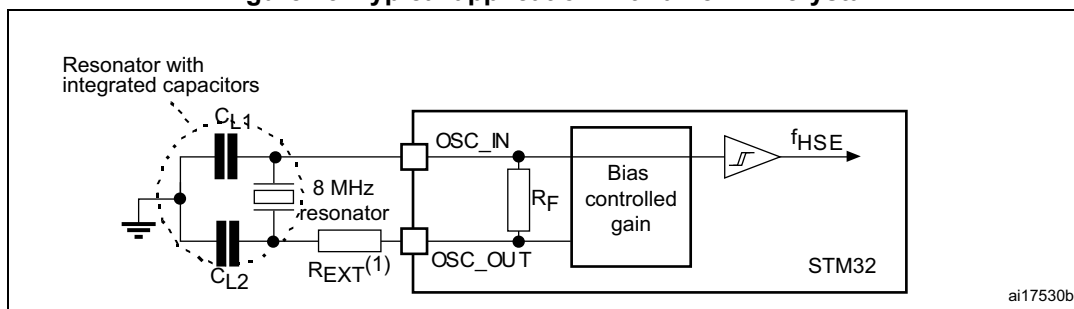 Resonator with
integrated capacitors
CL1
OSC_IN
fHSE
8 MHz
resonator
RF
Bias
controlled
gain
REXT(1)
OSC_OUT
STM32
CL2
ai17530b